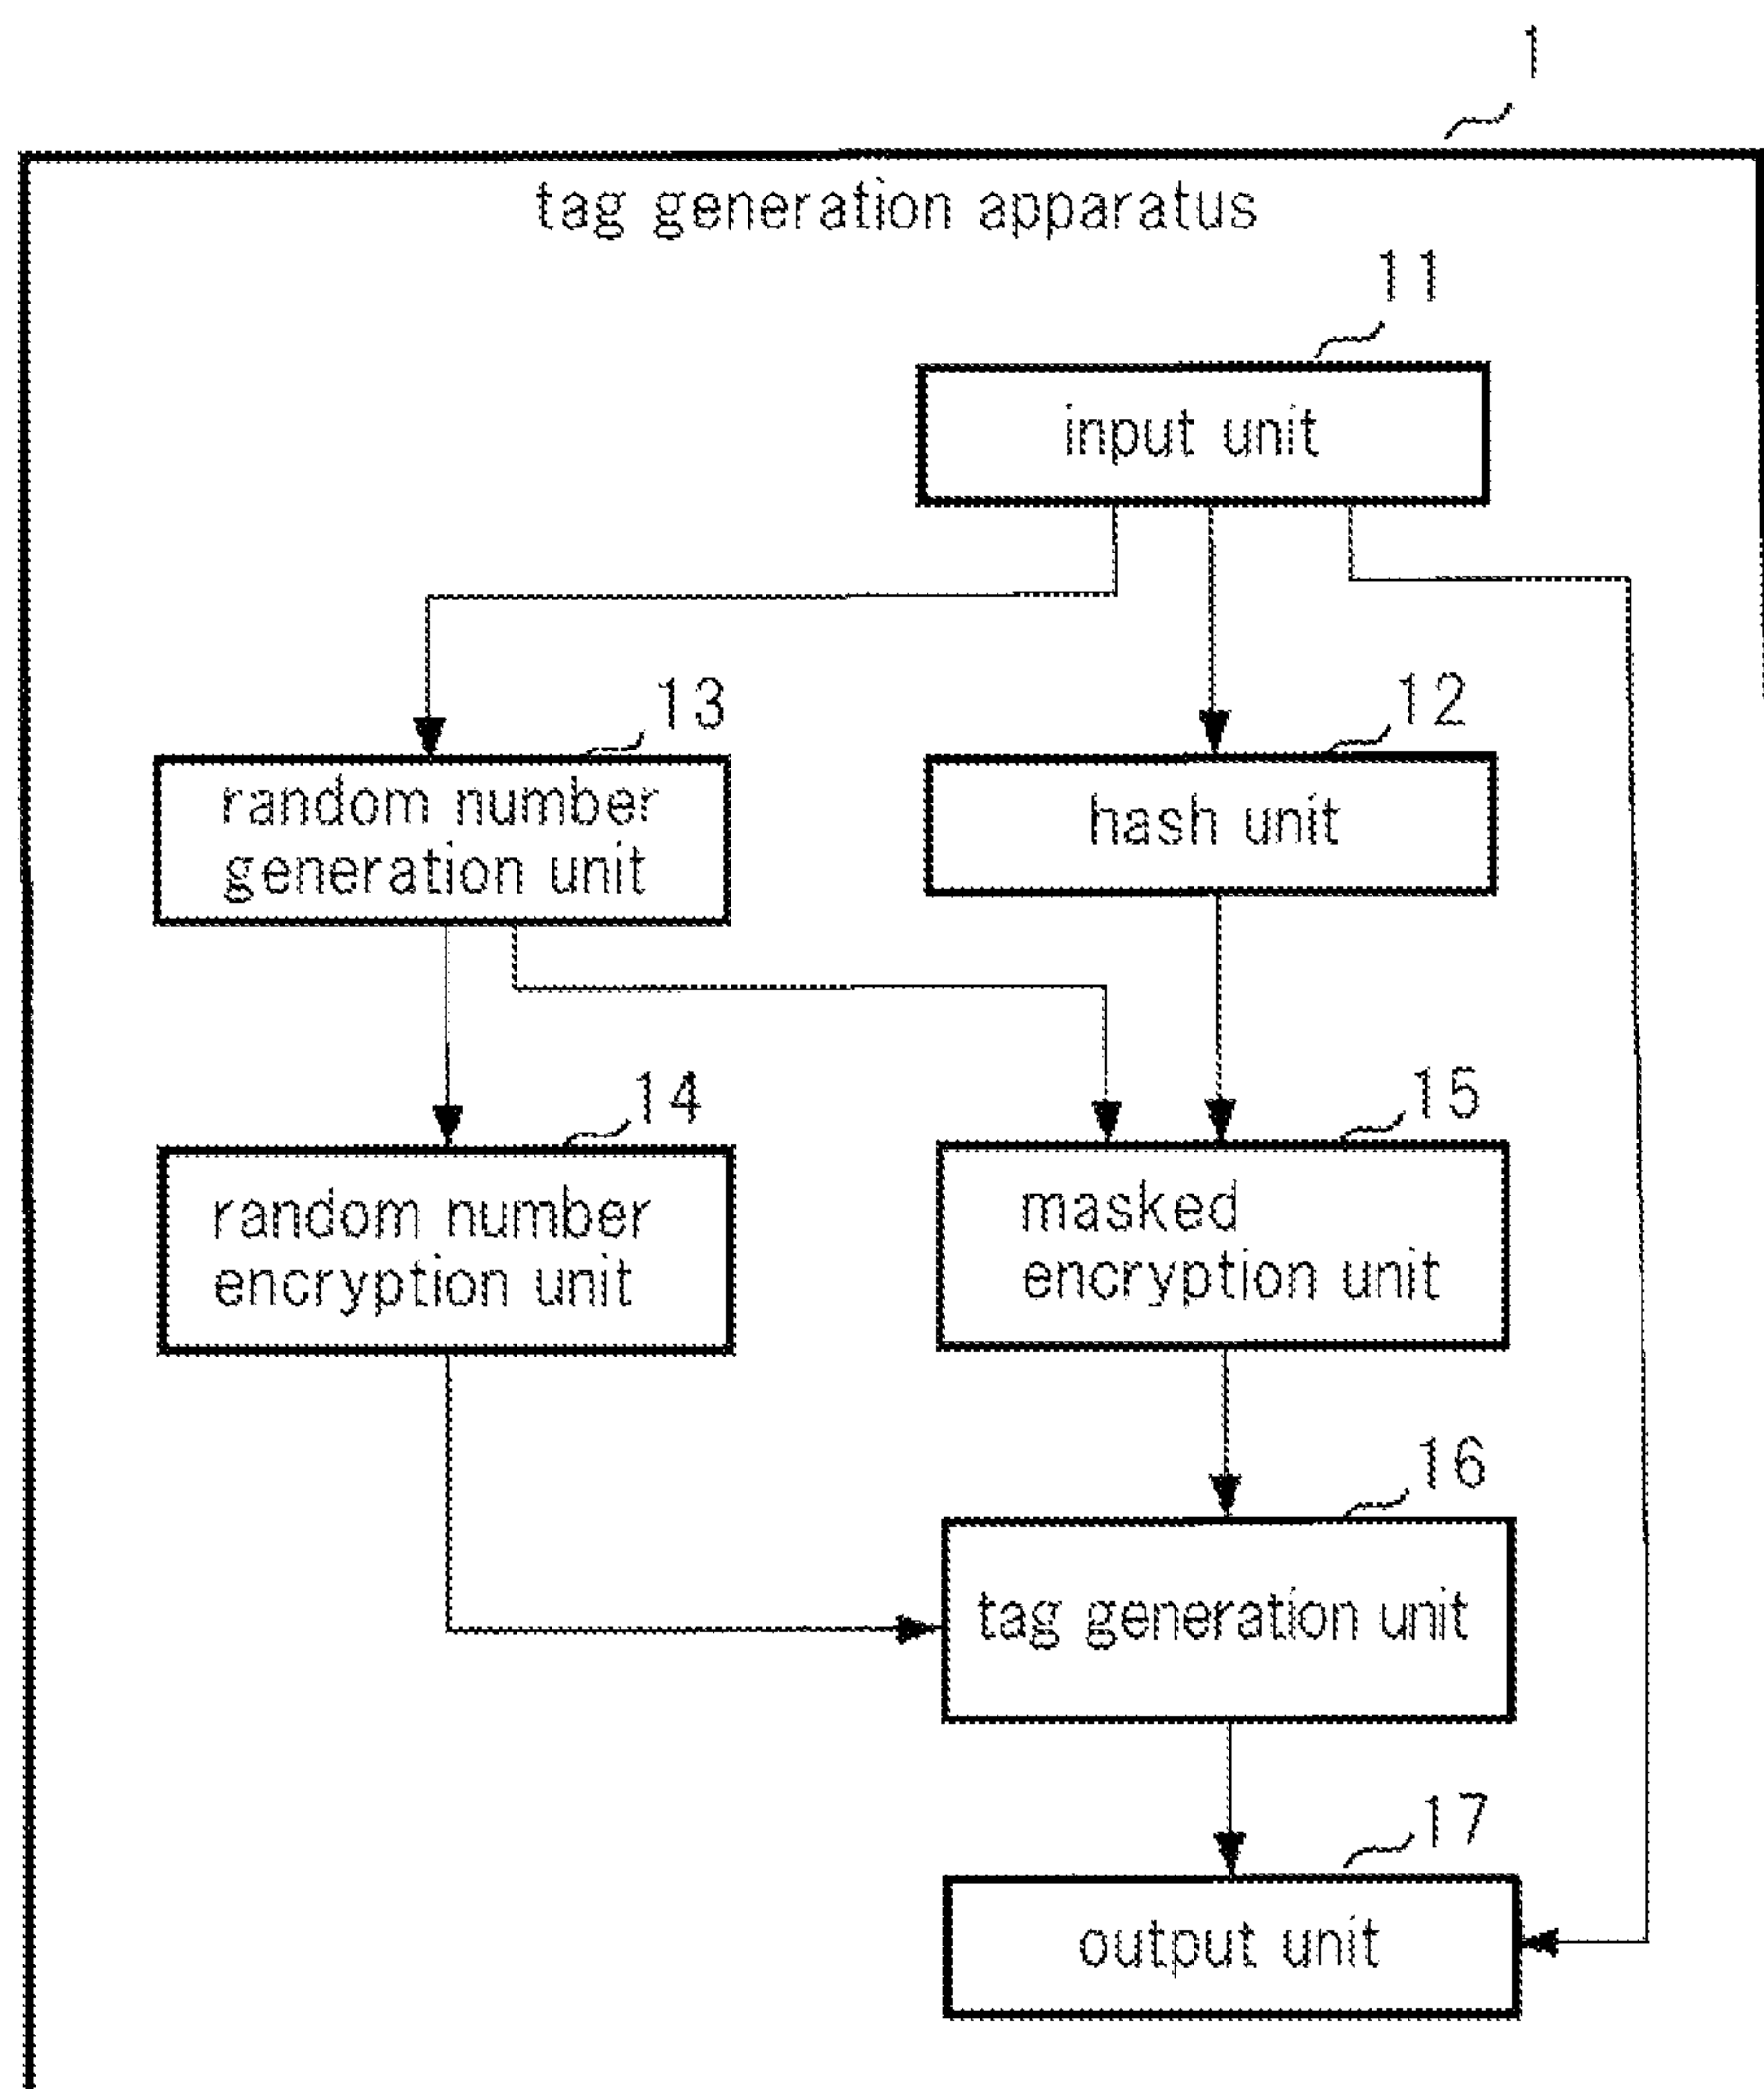 1
tag generation apparatus
11
input unit
13
12
random number
generation unit
hash unit
14
15
random number
encryption unit
masked
encryption unit
16
tag generation unit
17
output unit